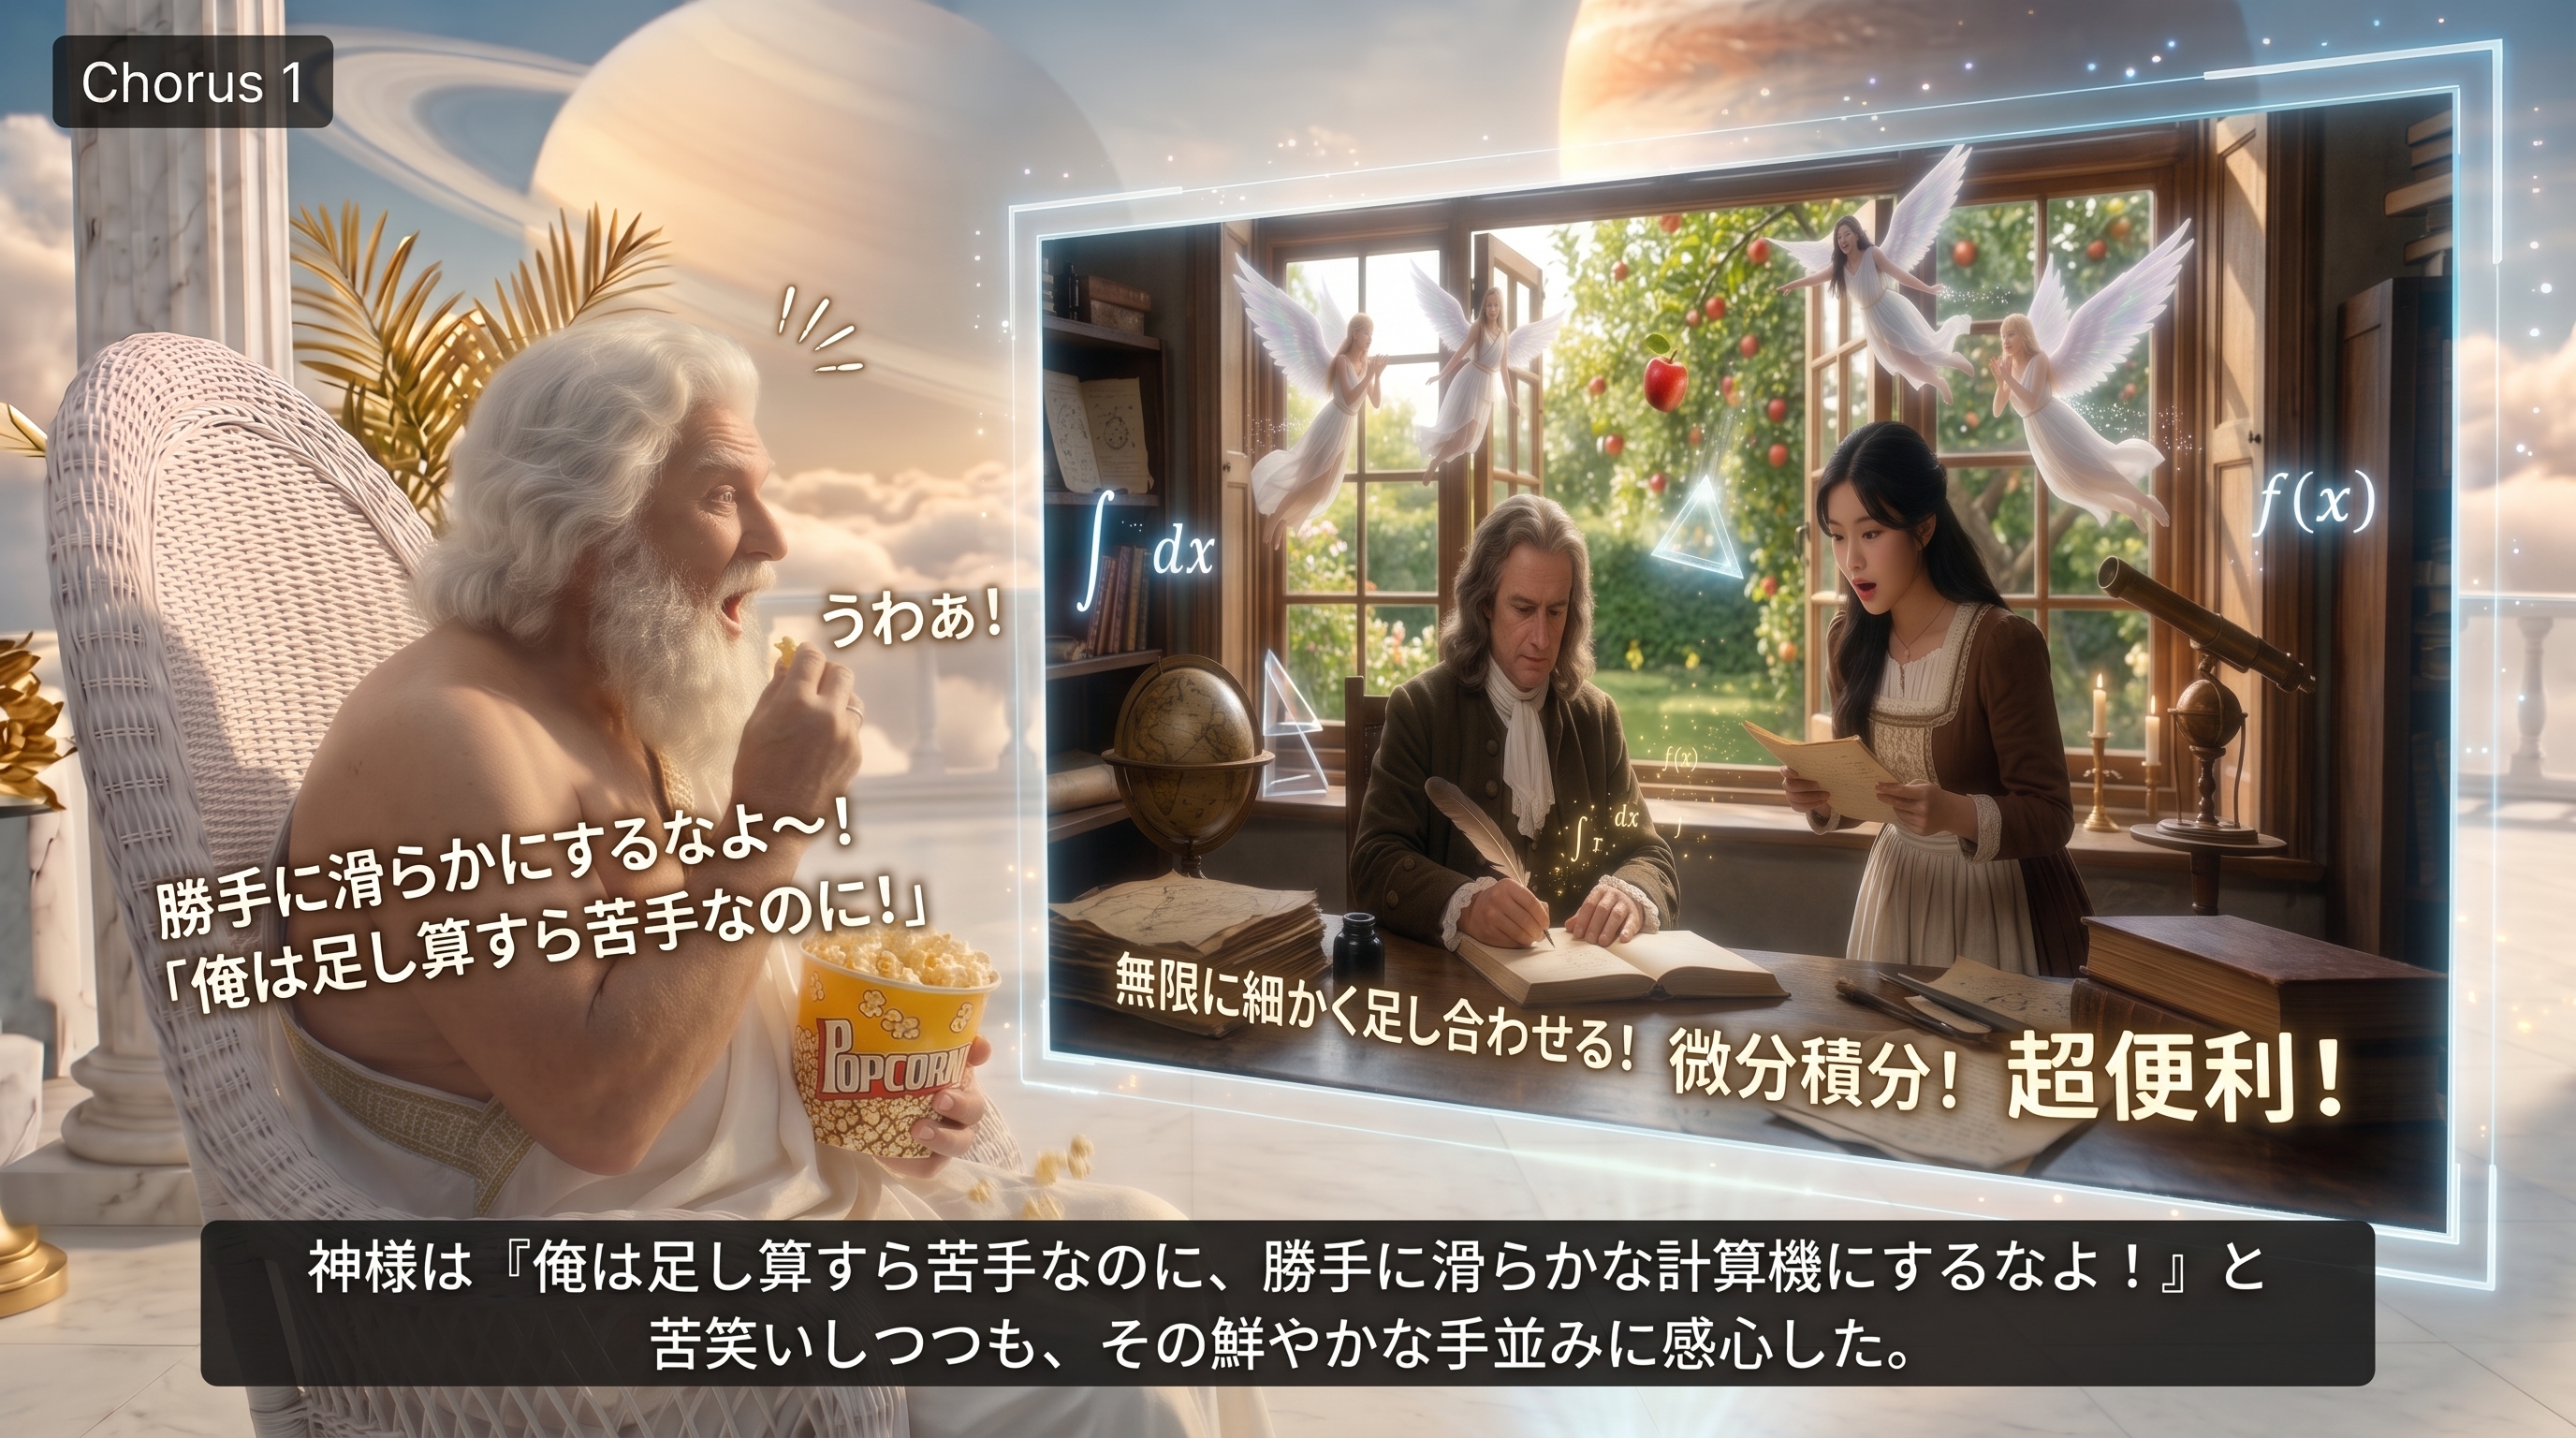 Chorus 1
うわぁ！
勝手に滑らかにするなよ〜！
「俺は足し算すら苦手なのに！」
POPCORN
∫ dx
f(x)
f(x)
∫ x dx
無限に細かく足し合わせる！ 微分積分！ 超便利！
神様は『俺は足し算すら苦手なのに、勝手に滑らかな計算機にするなよ！』と
苦笑いしつつも、その鮮やかな手並みに感心した。